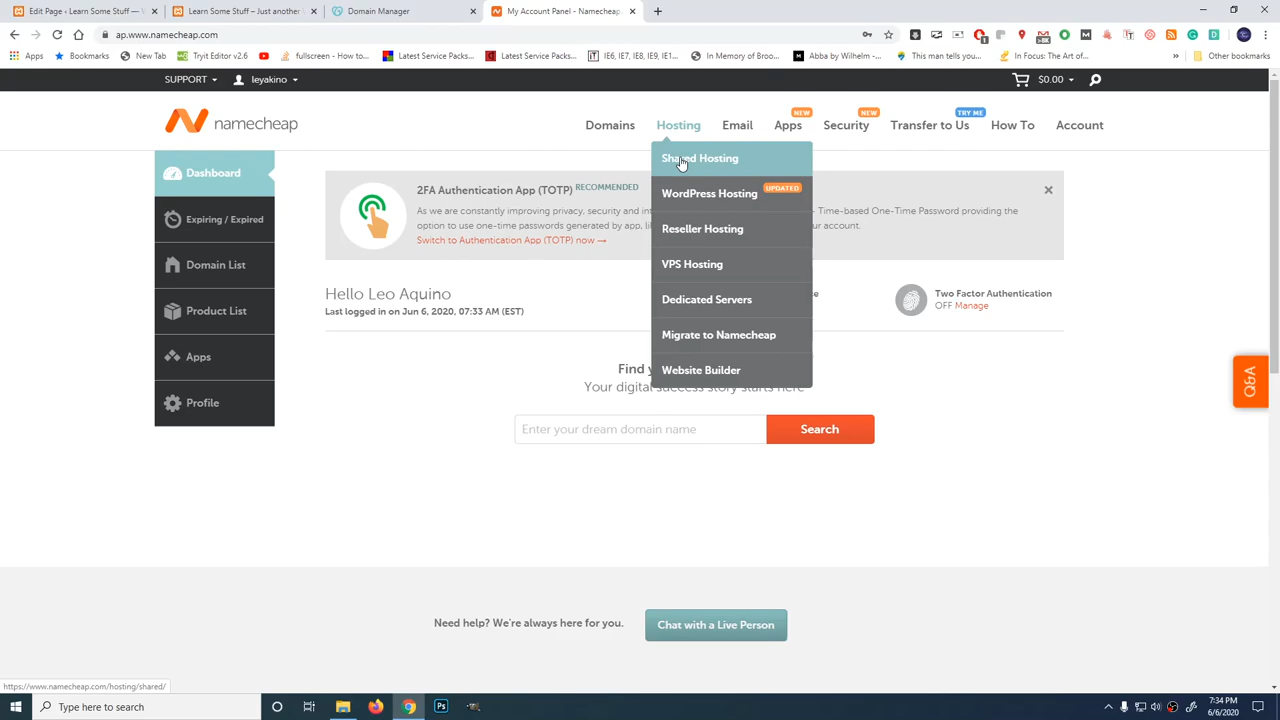 Edit Page ‹ Learn Some Stuff — W
Learn Some Stuff – Just another
Domain Manager
My Account Panel - Namecheap.
ap.www.namecheap.com
Apps
Bookmarks
New Tab
Tryit Editor v2.6
fullscreen - How to...
Latest Service Packs...
Latest Service Pack...
IE6, IE7, IE8, IE9, IE1...
In Memory of Broo...
Abba by Wilhelm -...
This man tells you...
In Focus: The Art of...
»
Other bookmarks
SUPPORT
leyakino
$0.00
namecheap
Domains
Hosting
Email
NEW
Apps
NEW
Security
TRY ME
Transfer to Us
How To
Account
Shared Hosting
WordPress Hosting UPDATED
Reseller Hosting
VPS Hosting
Dedicated Servers
Migrate to Namecheap
Website Builder
Dashboard
Expiring / Expired
Domain List
Product List
Apps
Profile
2FA Authentication App (TOTP) RECOMMENDED
As we are constantly improving privacy, security and int
Time-based One-Time Password providing the
option to use one-time passwords generated by app, li
our account.
Switch to Authentication App (TOTP) now →
Hello Leo Aquino
Last logged in on Jun 6, 2020, 07:33 AM (EST)
ce
Two Factor Authentication
OFF Manage
Find y
Your digital success story starts here
Enter your dream domain name
Search
Q&A
Need help? We're always here for you.
Chat with a Live Person
https://www.namecheap.com/hosting/shared/
Type here to search
Ps
7:34 PM
6/6/2020